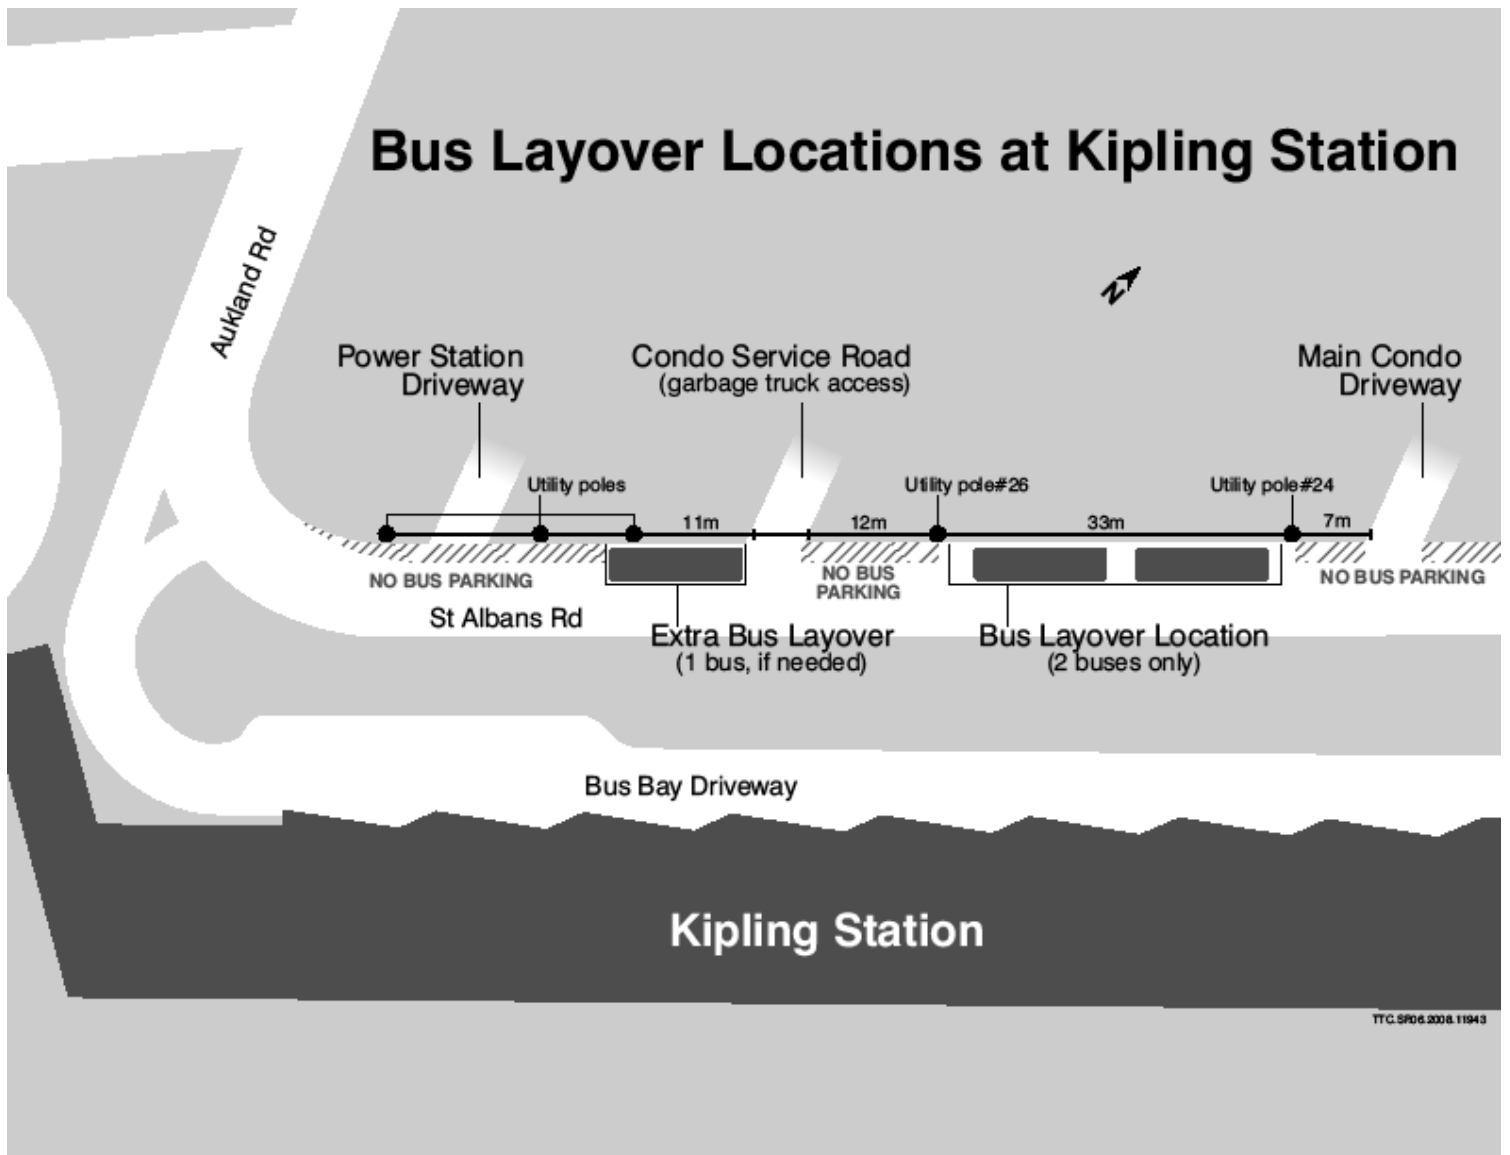 Bus Layover Locations at Kipling Station
Aukland Rd
N
Power Station
Driveway
Condo Service Road
(garbage truck access)
Main Condo
Driveway
Utility poles
Utility pole#26
Utility pole#24
11m
12m
33m
7m
NO BUS PARKING
NO BUS
PARKING
NO BUS PARKING
St Albans Rd
Extra Bus Layover
(1 bus, if needed)
Bus Layover Location
(2 buses only)
Bus Bay Driveway
Kipling Station
TTC.SR06.2008.11943